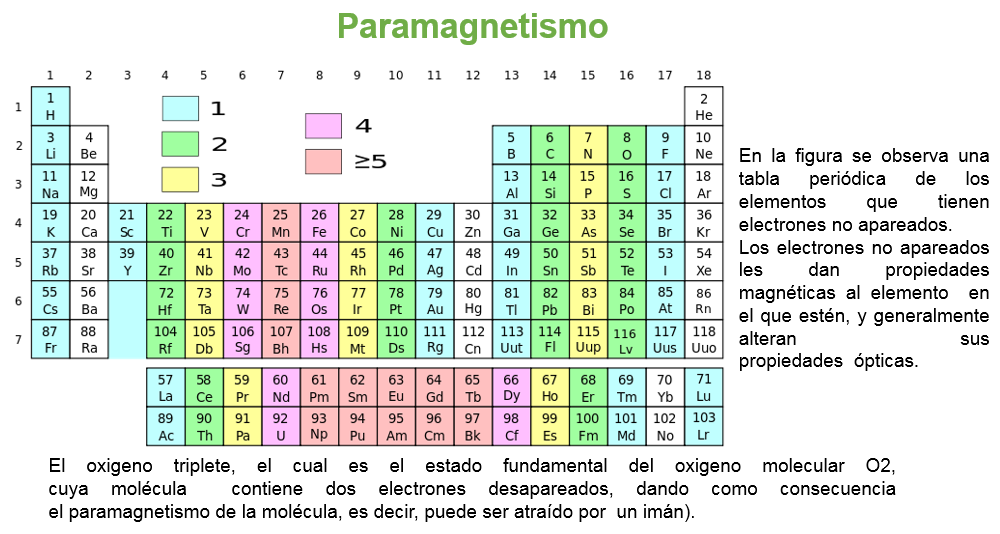 Paramagnetismo
1 2 3 4 5 6 7 8 9 10 11 12 13 14 15 16 17 18
1 2 3 4 5 6 7
1 2 3 4 ≥5
1 H 2 He
3 Li 4 Be 5 B 6 C 7 N 8 O 9 F 10 Ne
11 Na 12 Mg 13 Al 14 Si 15 P 16 S 17 Cl 18 Ar
19 K 20 Ca 21 Sc 22 Ti 23 V 24 Cr 25 Mn 26 Fe 27 Co 28 Ni 29 Cu 30 Zn 31 Ga 32 Ge 33 As 34 Se 35 Br 36 Kr
37 Rb 38 Sr 39 Y 40 Zr 41 Nb 42 Mo 43 Tc 44 Ru 45 Rh 46 Pd 47 Ag 48 Cd 49 In 50 Sn 51 Sb 52 Te 53 I 54 Xe
55 Cs 56 Ba 72 Hf 73 Ta 74 W 75 Re 76 Os 77 Ir 78 Pt 79 Au 80 Hg 81 Tl 82 Pb 83 Bi 84 Po 85 At 86 Rn
87 Fr 88 Ra 104 Rf 105 Db 106 Sg 107 Bh 108 Hs 109 Mt 110 Ds 111 Rg 112 Cn 113 Uut 114 Fl 115 Uup 116 Lv 117 Uus 118 Uuo
57 La 58 Ce 59 Pr 60 Nd 61 Pm 62 Sm 63 Eu 64 Gd 65 Tb 66 Dy 67 Ho 68 Er 69 Tm 70 Yb 71 Lu
89 Ac 90 Th 91 Pa 92 U 93 Np 94 Pu 95 Am 96 Cm 97 Bk 98 Cf 99 Es 100 Fm 101 Md 102 No 103 Lr
En la figura se observa una
tabla periódica de los
elementos que tienen
electrones no apareados.
Los electrones no apareados
les dan propiedades
magnéticas al elemento en
el que estén, y generalmente
alteran sus
propiedades ópticas.
El oxigeno triplete, el cual es el estado fundamental del oxigeno molecular O2,
cuya molécula contiene dos electrones desapareados, dando como consecuencia
el paramagnetismo de la molécula, es decir, puede ser atraído por un imán).